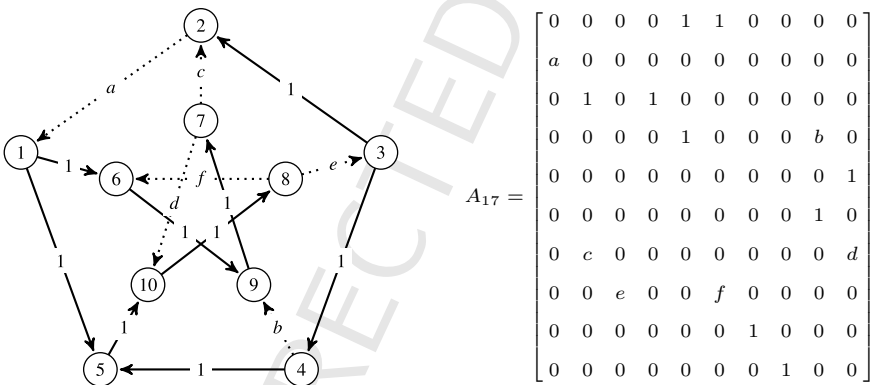 2
a
c
1
7
1
3
1
6
f
8
e
d
1
1
1
1
1
10
9
1
b
5
1
4
RECTED
A17 =
0 0 0 0 1 1 0 0 0 0
a 0 0 0 0 0 0 0 0 0
0 1 0 1 0 0 0 0 0 0
0 0 0 0 1 0 0 0 b 0
0 0 0 0 0 0 0 0 0 1
0 0 0 0 0 0 0 0 1 0
0 c 0 0 0 0 0 0 0 d
0 0 e 0 0 f 0 0 0 0
0 0 0 0 0 0 1 0 0 0
0 0 0 0 0 0 0 1 0 0